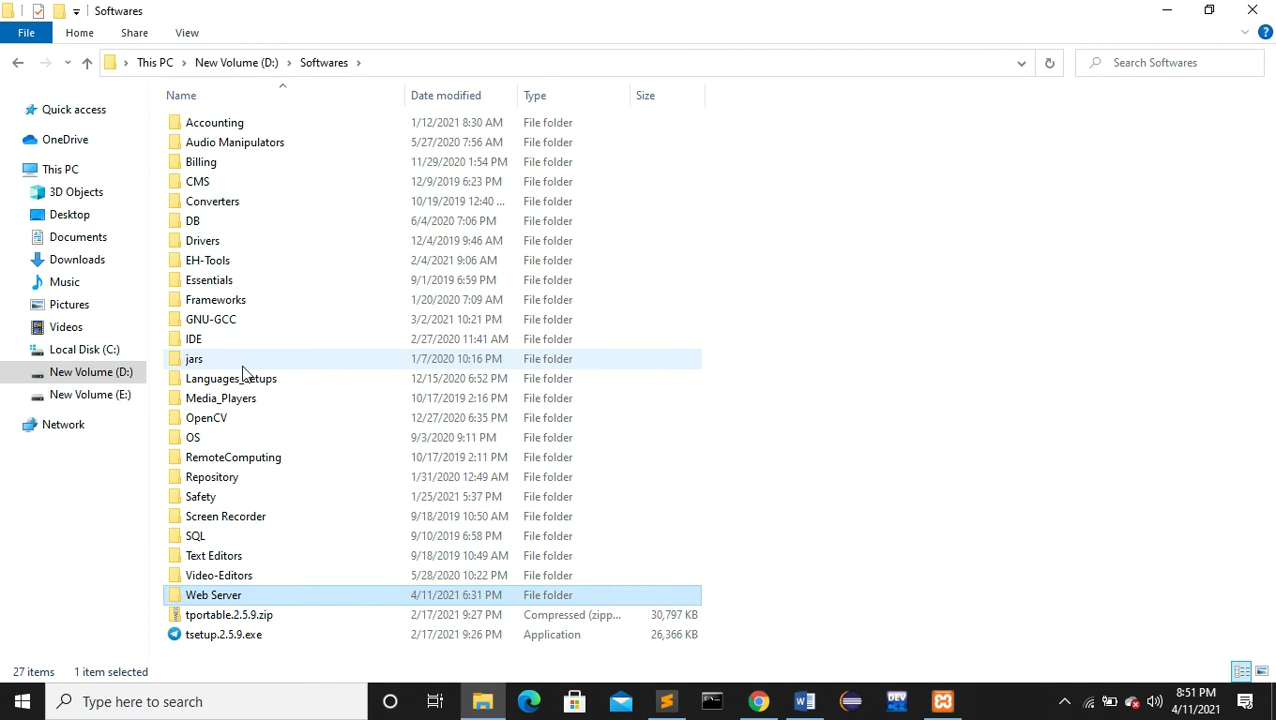 Softwares
File Home Share View
This PC New Volume (D:) Softwares
Search Softwares
Name Date modified Type Size
Quick access
OneDrive
This PC
3D Objects
Desktop
Documents
Downloads
Music
Pictures
Videos
Local Disk (C:)
New Volume (D:)
New Volume (E:)
Network
Accounting 1/12/2021 8:30 AM File folder
Audio Manipulators 5/27/2020 7:56 AM File folder
Billing 11/29/2020 1:54 PM File folder
CMS 12/9/2019 6:23 PM File folder
Converters 10/19/2019 12:40 ... File folder
DB 6/4/2020 7:06 PM File folder
Drivers 12/4/2019 9:46 AM File folder
EH-Tools 2/4/2021 9:06 AM File folder
Essentials 9/1/2019 6:59 PM File folder
Frameworks 1/20/2020 7:09 AM File folder
GNU-GCC 3/2/2021 10:21 PM File folder
IDE 2/27/2020 11:41 AM File folder
jars 1/7/2020 10:16 PM File folder
Languages_Setups 12/15/2020 6:52 PM File folder
Media_Players 10/17/2019 2:16 PM File folder
OpenCV 12/27/2020 6:35 PM File folder
OS 9/3/2020 9:11 PM File folder
RemoteComputing 10/17/2019 2:11 PM File folder
Repository 1/31/2020 12:49 AM File folder
Safety 1/25/2021 5:37 PM File folder
Screen Recorder 9/18/2019 10:50 AM File folder
SQL 9/10/2019 6:58 PM File folder
Text Editors 9/18/2019 10:49 AM File folder
Video-Editors 5/28/2020 10:22 PM File folder
Web Server 4/11/2021 6:31 PM File folder
tportable.2.5.9.zip 2/17/2021 9:27 PM Compressed (zipp... 30,797 KB
tsetup.2.5.9.exe 2/17/2021 9:26 PM Application 26,366 KB
27 items 1 item selected
Type here to search
DEV
8:51 PM
4/11/2021